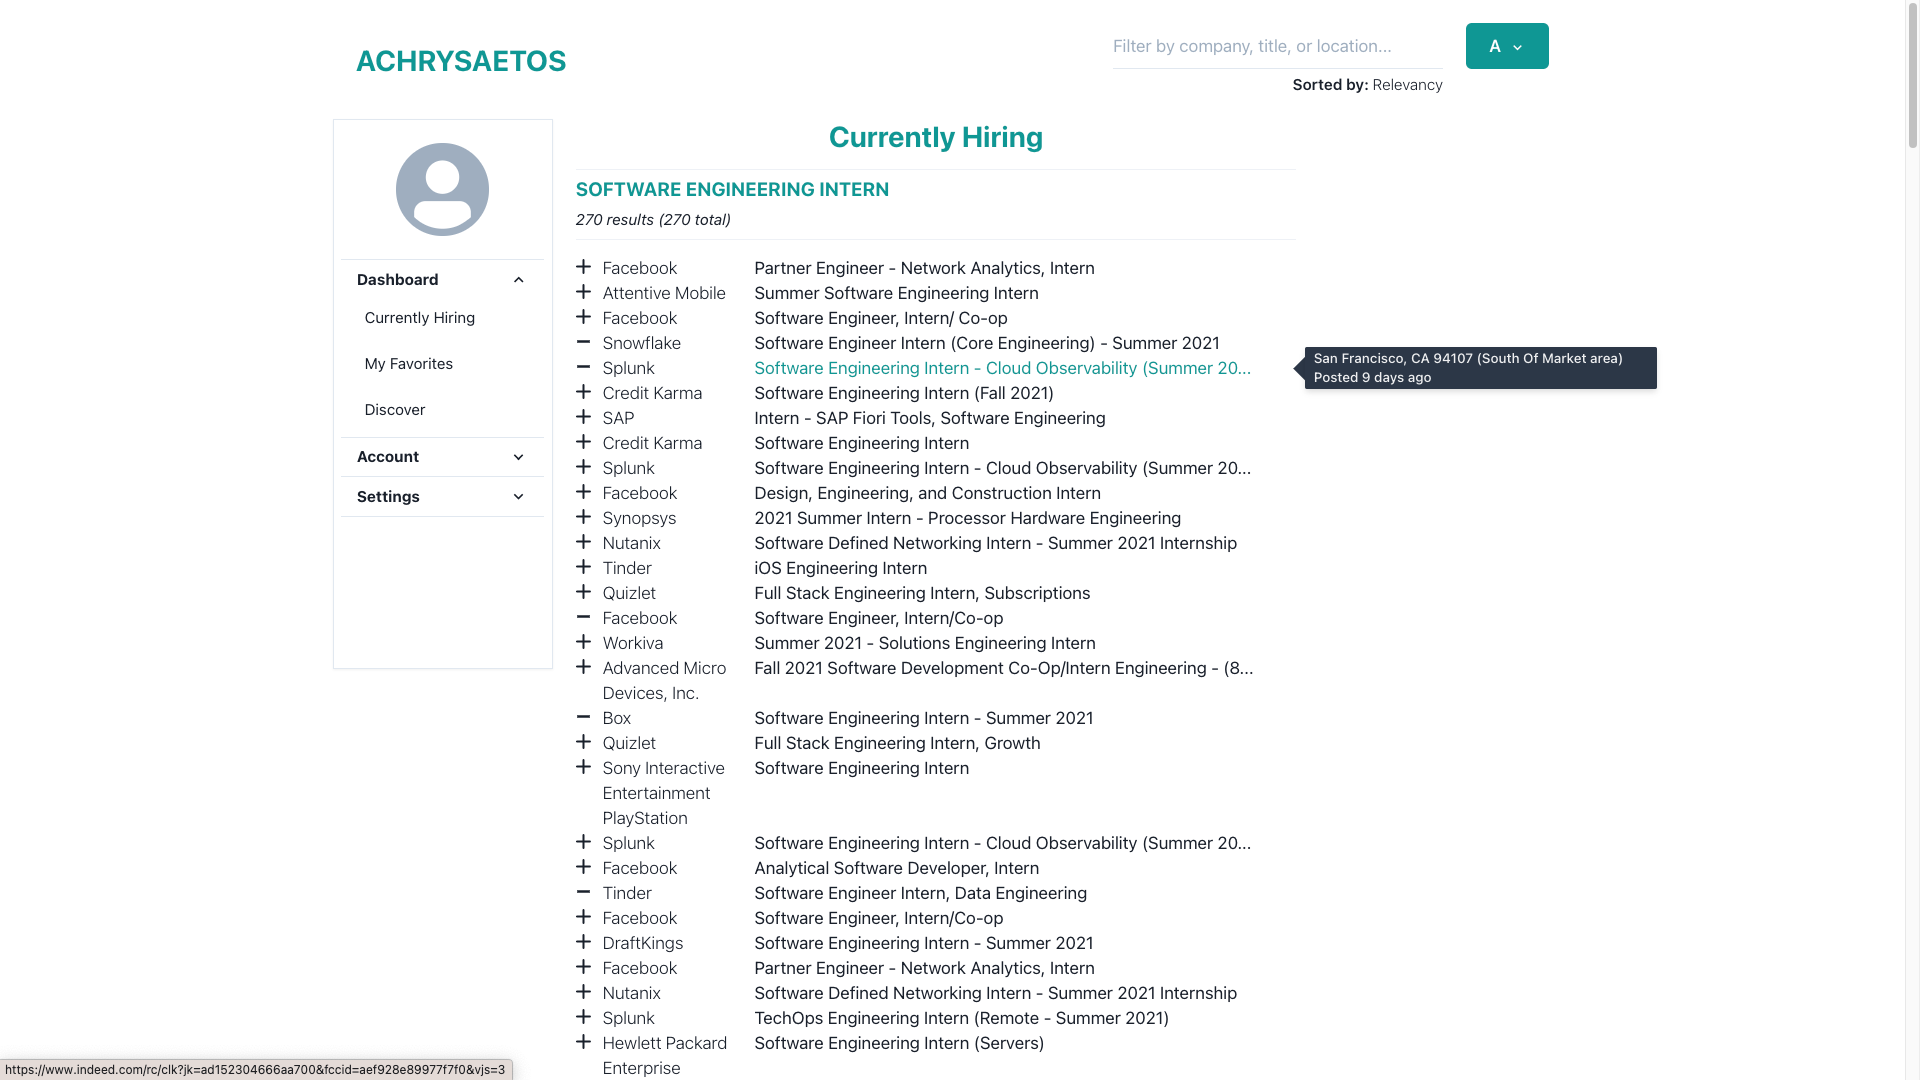 ACHRYSAETOS
Filter by company, title, or location...
A
Sorted by: Relevancy
Dashboard
Currently Hiring
My Favorites
Discover
Account
Settings
Currently Hiring
SOFTWARE ENGINEERING INTERN
270 results (270 total)
Facebook Partner Engineer - Network Analytics, Intern
Attentive Mobile Summer Software Engineering Intern
Facebook Software Engineer, Intern/ Co-op
Snowflake Software Engineer Intern (Core Engineering) - Summer 2021
Splunk Software Engineering Intern - Cloud Observability (Summer 20...
San Francisco, CA 94107 (South Of Market area)
Posted 9 days ago
Credit Karma Software Engineering Intern (Fall 2021)
SAP Intern - SAP Fiori Tools, Software Engineering
Credit Karma Software Engineering Intern
Splunk Software Engineering Intern - Cloud Observability (Summer 20...
Facebook Design, Engineering, and Construction Intern
Synopsys 2021 Summer Intern - Processor Hardware Engineering
Nutanix Software Defined Networking Intern - Summer 2021 Internship
Tinder iOS Engineering Intern
Quizlet Full Stack Engineering Intern, Subscriptions
Facebook Software Engineer, Intern/Co-op
Workiva Summer 2021 - Solutions Engineering Intern
Advanced Micro Fall 2021 Software Development Co-Op/Intern Engineering - (8...
Devices, Inc.
Box Software Engineering Intern - Summer 2021
Quizlet Full Stack Engineering Intern, Growth
Sony Interactive Software Engineering Intern
Entertainment
PlayStation
Splunk Software Engineering Intern - Cloud Observability (Summer 20...
Facebook Analytical Software Developer, Intern
Tinder Software Engineer Intern, Data Engineering
Facebook Software Engineer, Intern/Co-op
DraftKings Software Engineering Intern - Summer 2021
Facebook Partner Engineer - Network Analytics, Intern
Nutanix Software Defined Networking Intern - Summer 2021 Internship
Splunk TechOps Engineering Intern (Remote - Summer 2021)
Hewlett Packard Software Engineering Intern (Servers)
Enterprise
https://www.indeed.com/rc/clk?jk=ad152304666aa700&fccid=aef928e89977f7f0&vjs=3